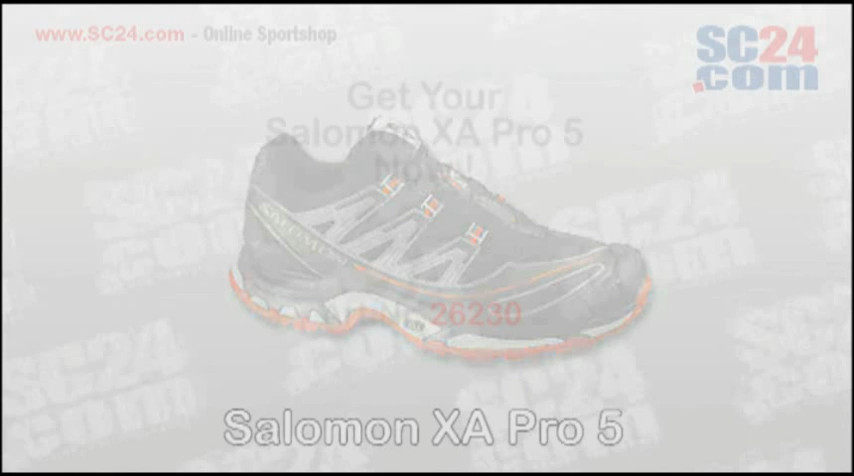 www.SC24.com - Online Sportshop
SC24
.com
Get Your
Salomon XA Pro 5
Now!
SALOMON
26230
Salomon XA Pro 5